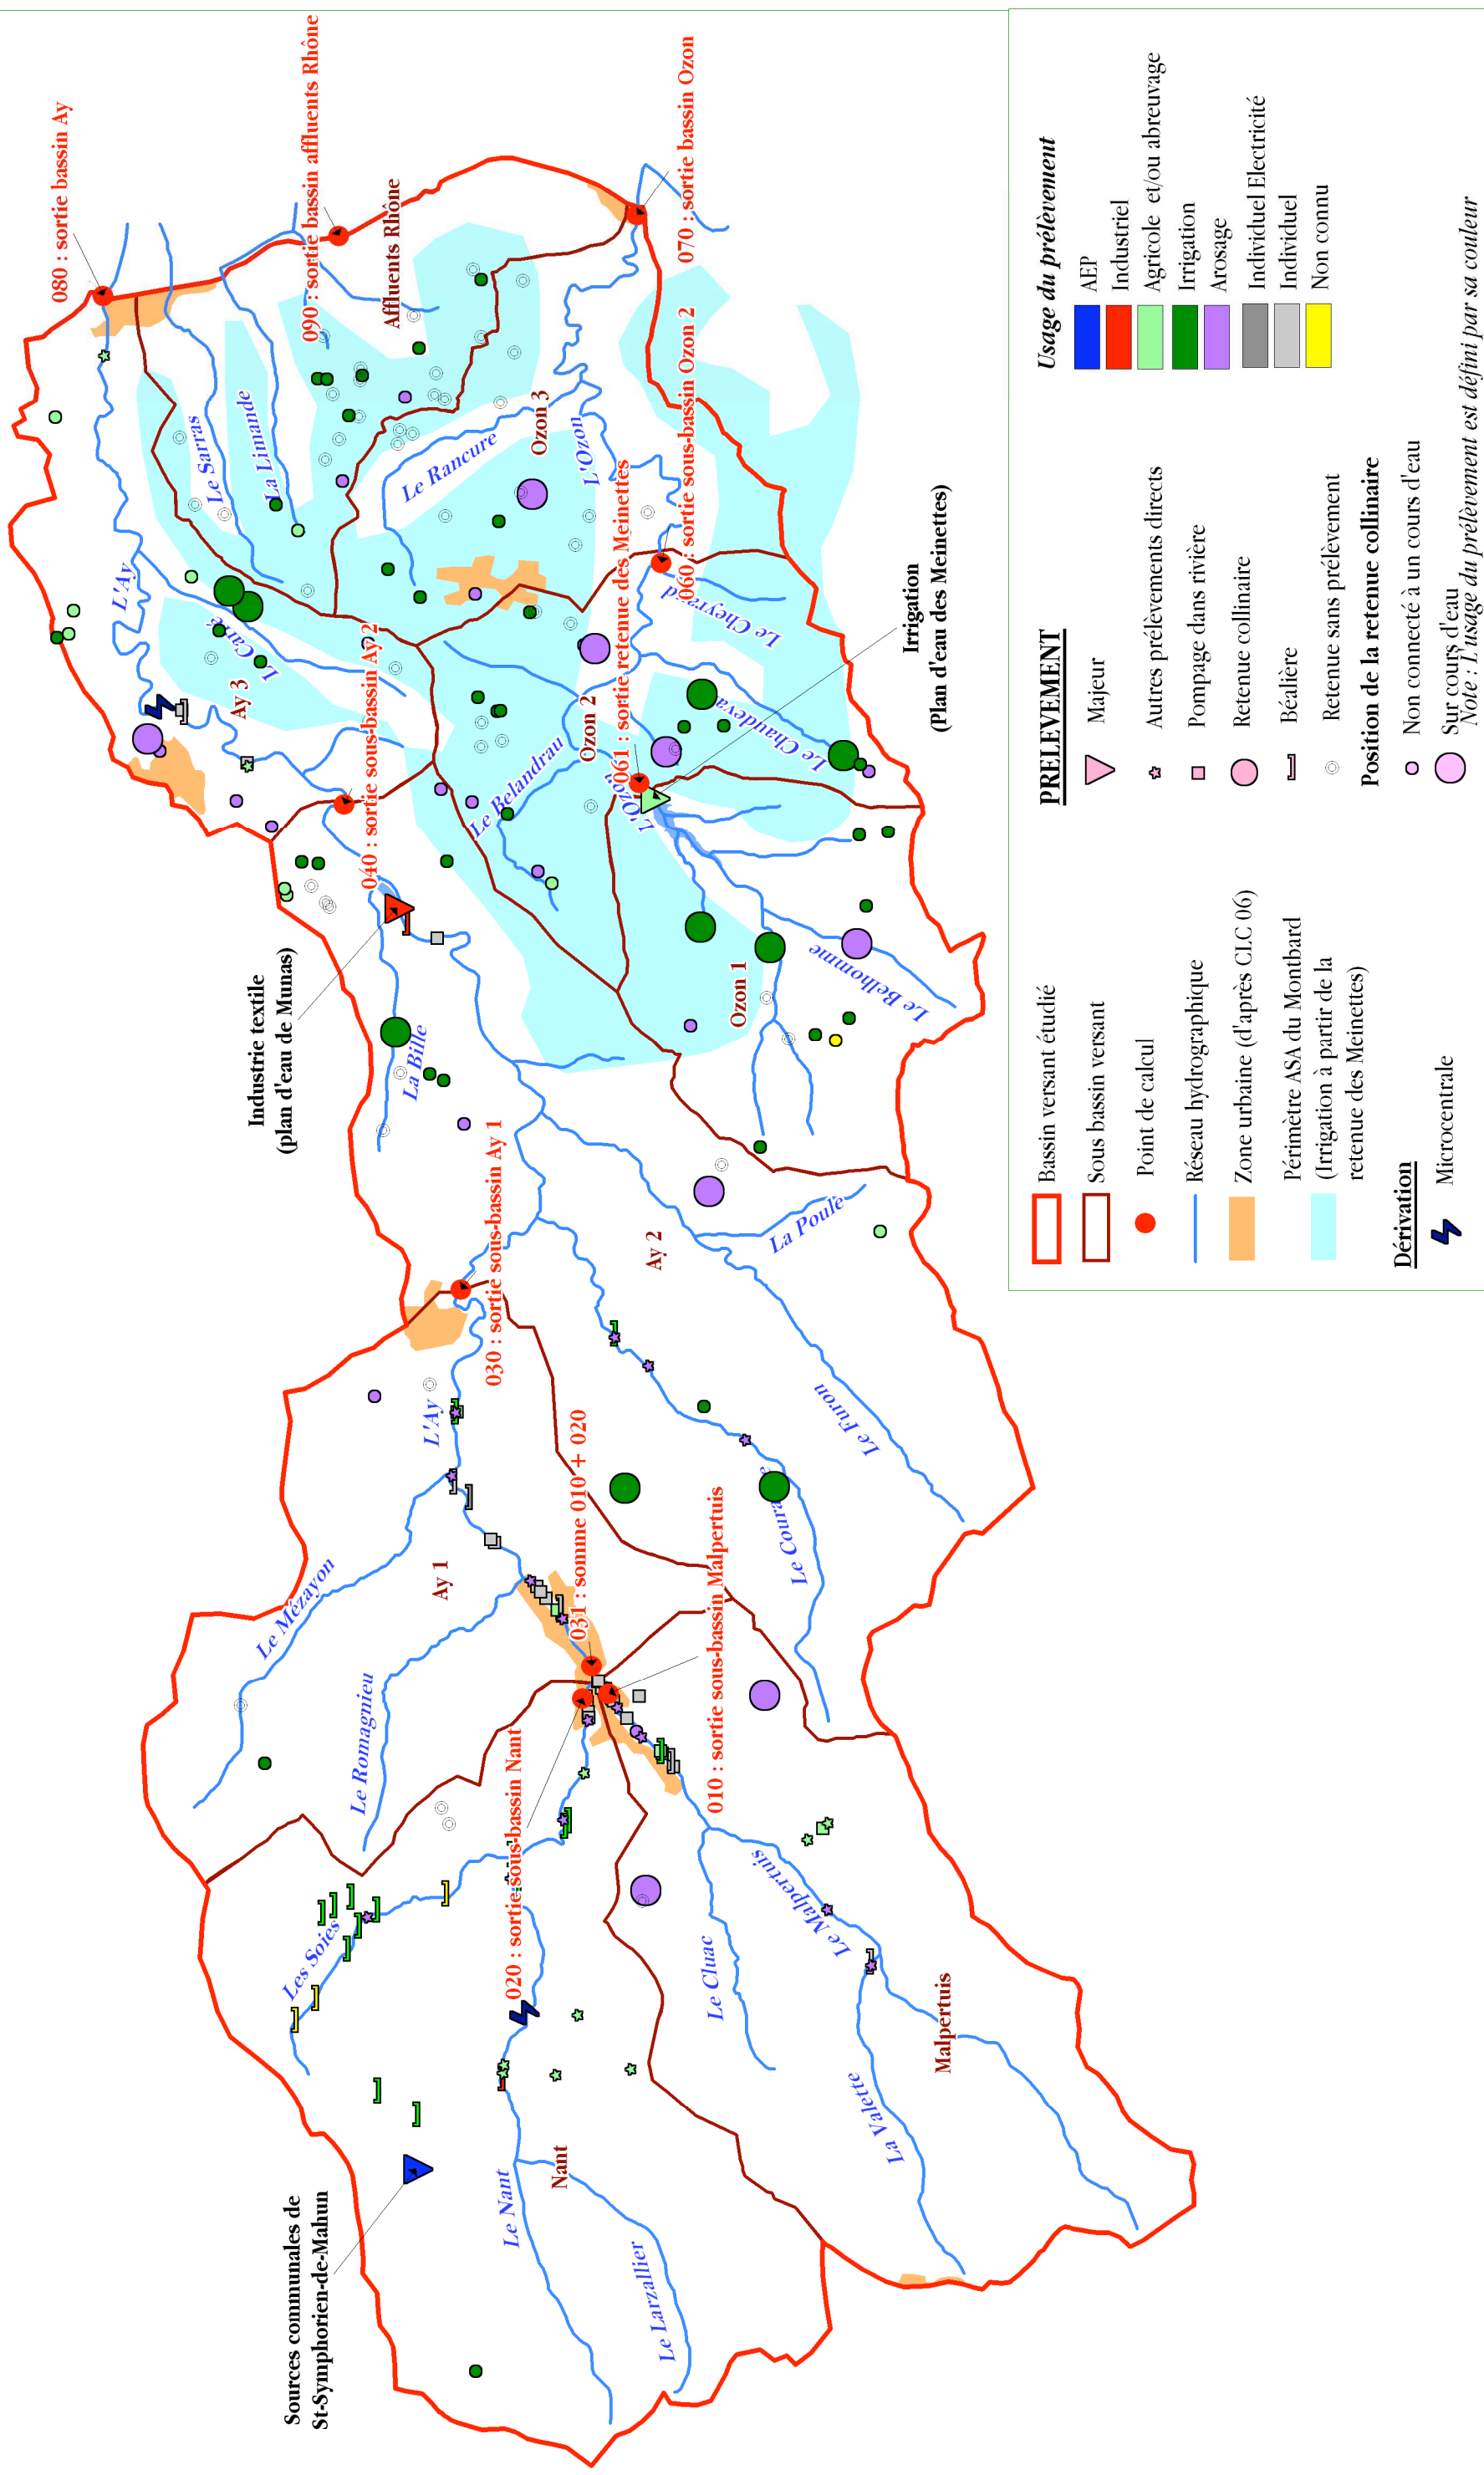 080 : sortie bassin Ay
090 : sortie bassin affluents Rhône
Affluents Rhône
070 : sortie bassin Ozon
Le Sarras
La Limande
Le Rancure
Ozon 3
L'Ozon
060 : sortie sous-bassin Ozon 2
061 : sortie retenue des Meinettes
L'Ay
Le Carré
Ay 3
040 : sortie sous-bassin Ay 2
Le Cheyrard
Irrigation
(Plan d'eau des Meinettes)
Ozon 2
Le Chaudeva
Le Belandrau
L'Ozon
Industrie textile
(plan d'eau de Munas)
La Bille
Ozon 1
Le Belhomme
030 : sortie sous-bassin Ay 1
Ay 2
La Poule
Le Furon
L'Ay
031 : somme 010 + 020
Le Mézayon
Ay 1
Le Romagnieu
010 : sortie sous-bassin Malpertuis
020 : sortie sous-bassin Nant
Les Soies
Le Cluac
Le Malpertuis
Malpertuis
La Valette
Sources communales de
St-Symphorien-de-Mahun
Le Nant
Nant
Le Larzallier
Bassin versant étudié
Sous bassin versant
Point de calcul
Réseau hydrographique
Zone urbaine (d'après CLC 06)
Périmètre ASA du Montbard
(Irrigation à partir de la
retenue des Meinettes)
Dérivation
Microcentrale
PRELEVEMENT
Majeur
Autres prélèvements directs
Pompage dans rivière
Retenue collinaire
Béalière
Retenue sans prélèvement
Position de la retenue collinaire
Non connecté à un cours d'eau
Sur cours d'eau
Note : L'usage du prélevement est défini par sa couleur
Usage du prélèvement
AEP
Industriel
Agricole et/ou abreuvage
Irrigation
Arosage
Individuel Electricité
Individuel
Non connu